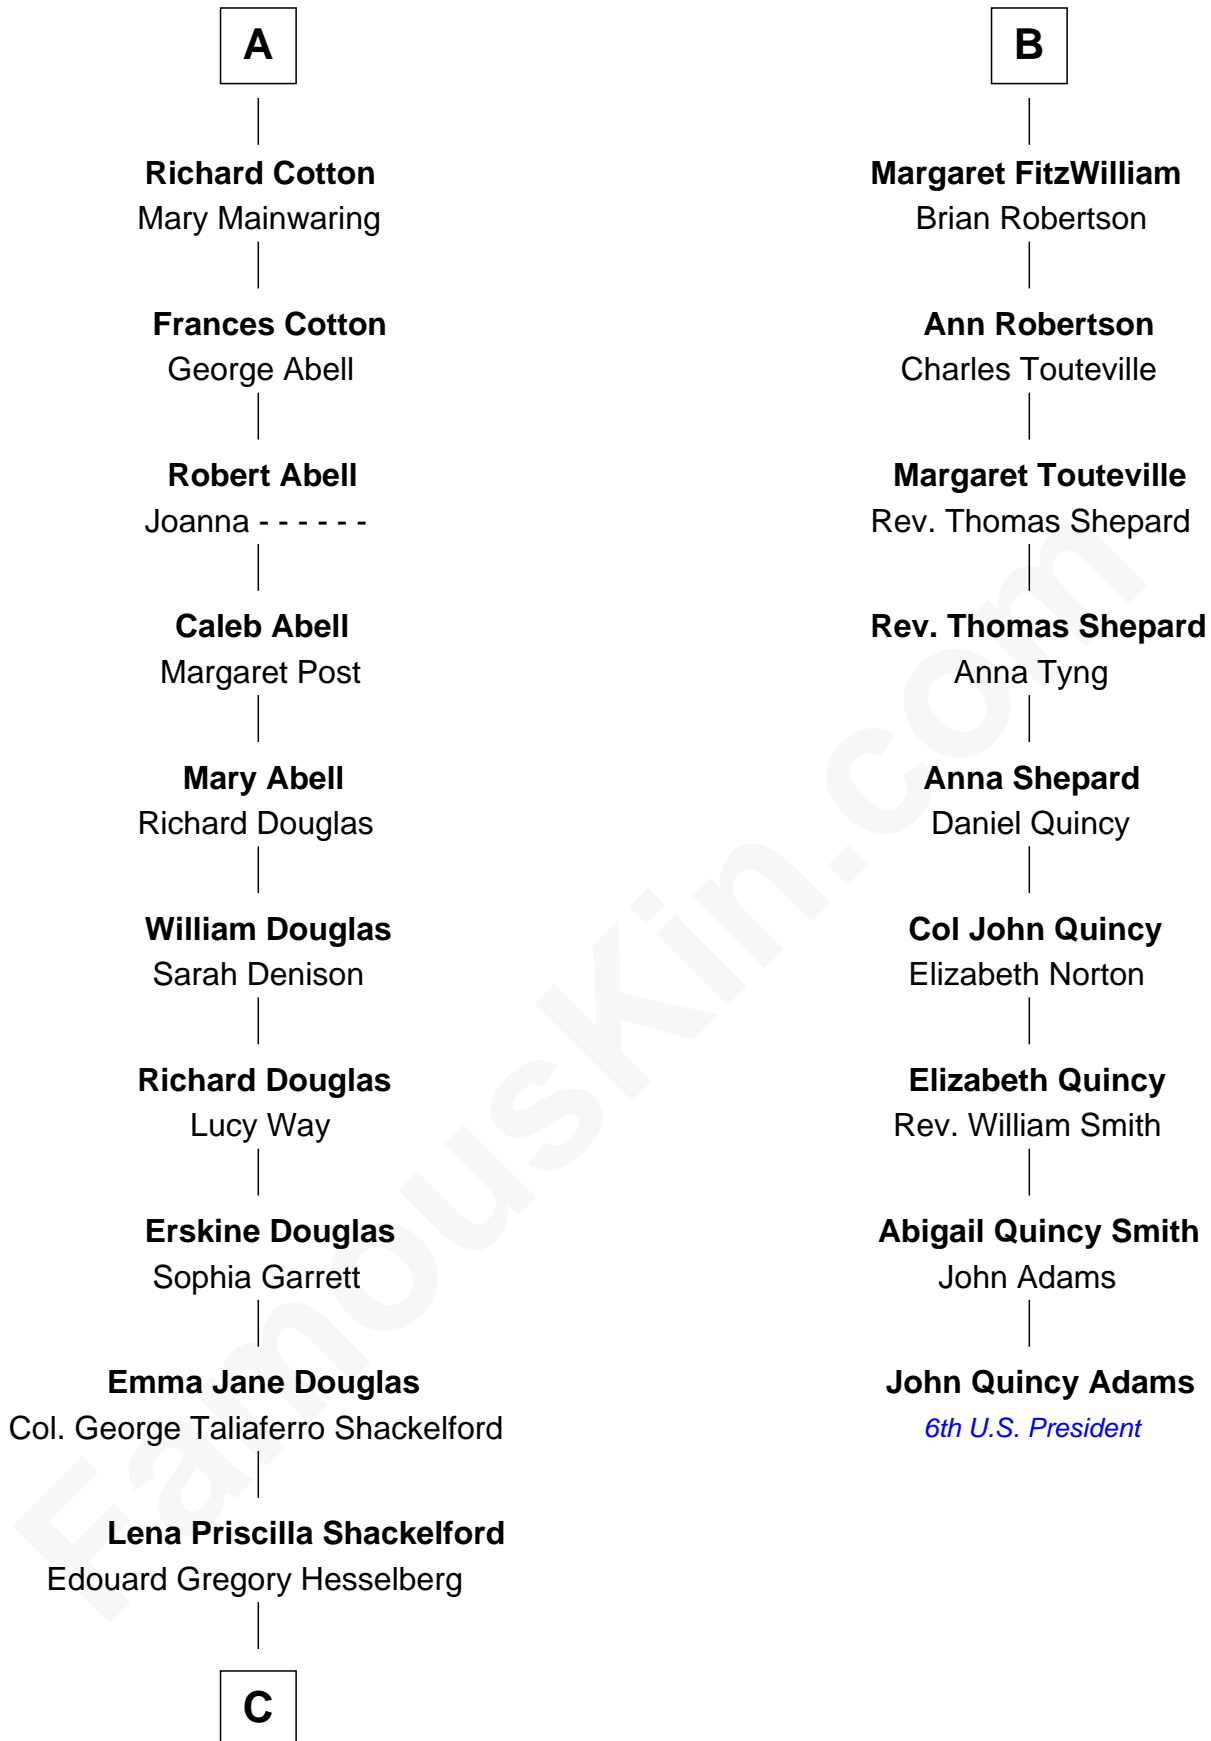 A
Richard Cotton
Mary Mainwaring
Frances Cotton
George Abell
Robert Abell
Joanna - - - - - -
Caleb Abell
Margaret Post
Mary Abell
Richard Douglas
William Douglas
Sarah Denison
Richard Douglas
Lucy Way
Erskine Douglas
Sophia Garrett
Emma Jane Douglas
Col. George Taliaferro Shackelford
Lena Priscilla Shackelford
Edouard Gregory Hesselberg
C
B
Margaret FitzWilliam
Brian Robertson
Ann Robertson
Charles Touteville
Margaret Touteville
Rev. Thomas Shepard
Rev. Thomas Shepard
Anna Tyng
Anna Shepard
Daniel Quincy
Col John Quincy
Elizabeth Norton
Elizabeth Quincy
Rev. William Smith
Abigail Quincy Smith
John Adams
John Quincy Adams
6th U.S. President
FamousKin.com